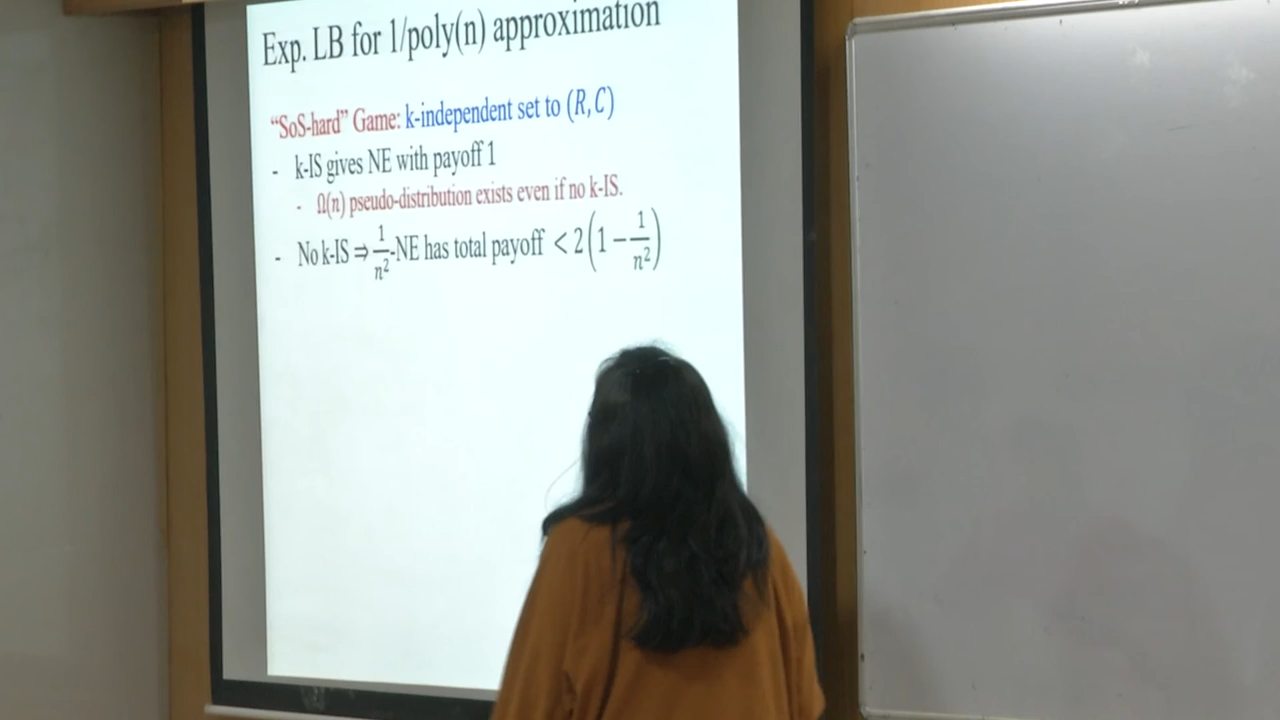 Exp. LB for 1/poly(n) approximation
“SoS-hard” Game: k-independent set to (R, C)
- k-IS gives NE with payoff 1
- Ω(n) pseudo-distribution exists even if no k-IS.
- No k-IS ⇒ 1/n²-NE has total payoff < 2(1 − 1/n²)